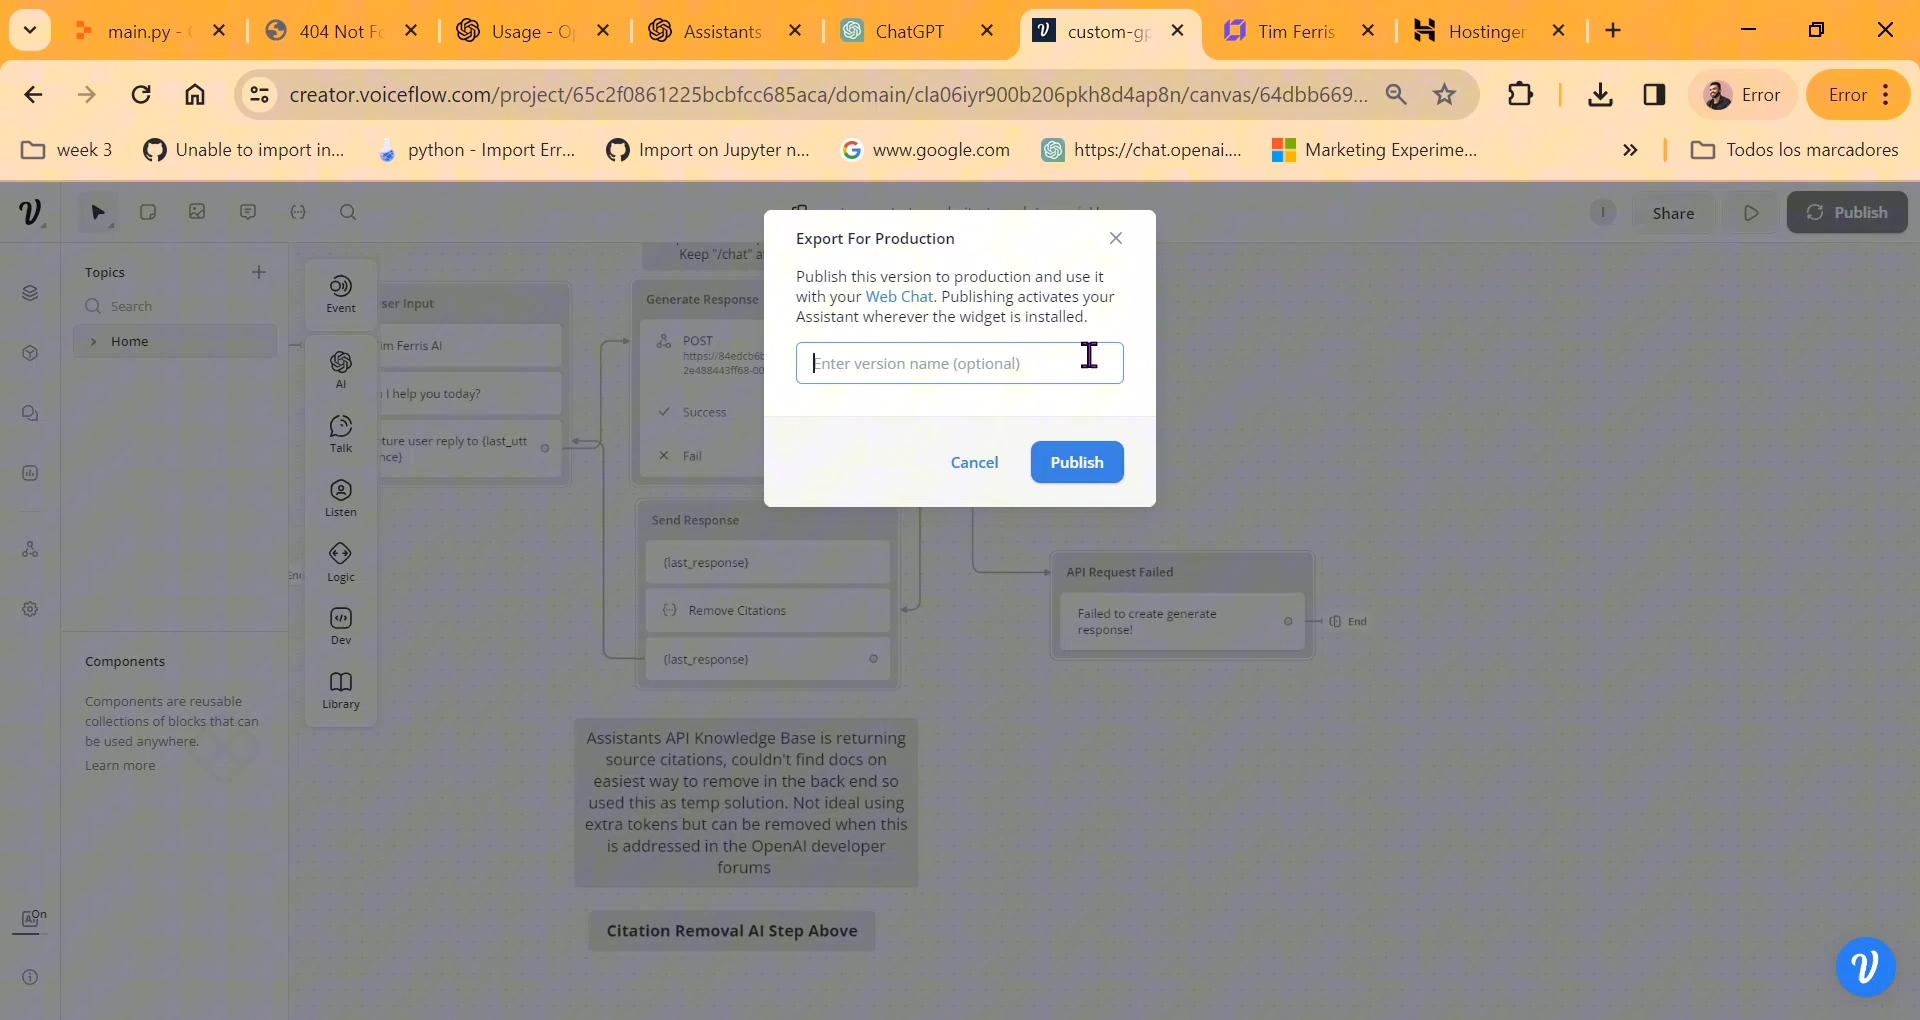 main.py -
404 Not F
Usage - O
Assistants
ChatGPT
custom-gp
Tim Ferris
Hostinger
creator.voiceflow.com/project/65c2f0861225bcbfcc685aca/domain/cla06iyr900b206pkh8d4ap8n/canvas/64dbb669...
Error
Error
week 3
Unable to import in...
python - Import Err...
Import on Jupyter n...
www.google.com
https://chat.openai....
Marketing Experime...
»
Todos los marcadores
I
Share
Publish
Topics
Search
Home
Components
Components are reusable
collections of blocks that can
be used anywhere.
Learn more
On
Event
AI
Talk
Listen
Logic
Dev
Library
ser Input
im Ferris AI
I help you today?
ture user reply to {last_utt
nce}
Keep "/chat" a
Generate Response
POST
https://84edcb6b
2e488443ff68-00
Success
Fail
Send Response
{last_response}
Remove Citations
{last_response}
API Request Failed
Failed to create generate
response!
End
Assistants API Knowledge Base is returning
source citations, couldn't find docs on
easiest way to remove in the back end so
used this as temp solution. Not ideal using
extra tokens but can be removed when this
is addressed in the OpenAI developer
forums
Citation Removal AI Step Above
Export For Production
Publish this version to production and use it
with your Web Chat. Publishing activates your
Assistant wherever the widget is installed.
Enter version name (optional)
Cancel
Publish